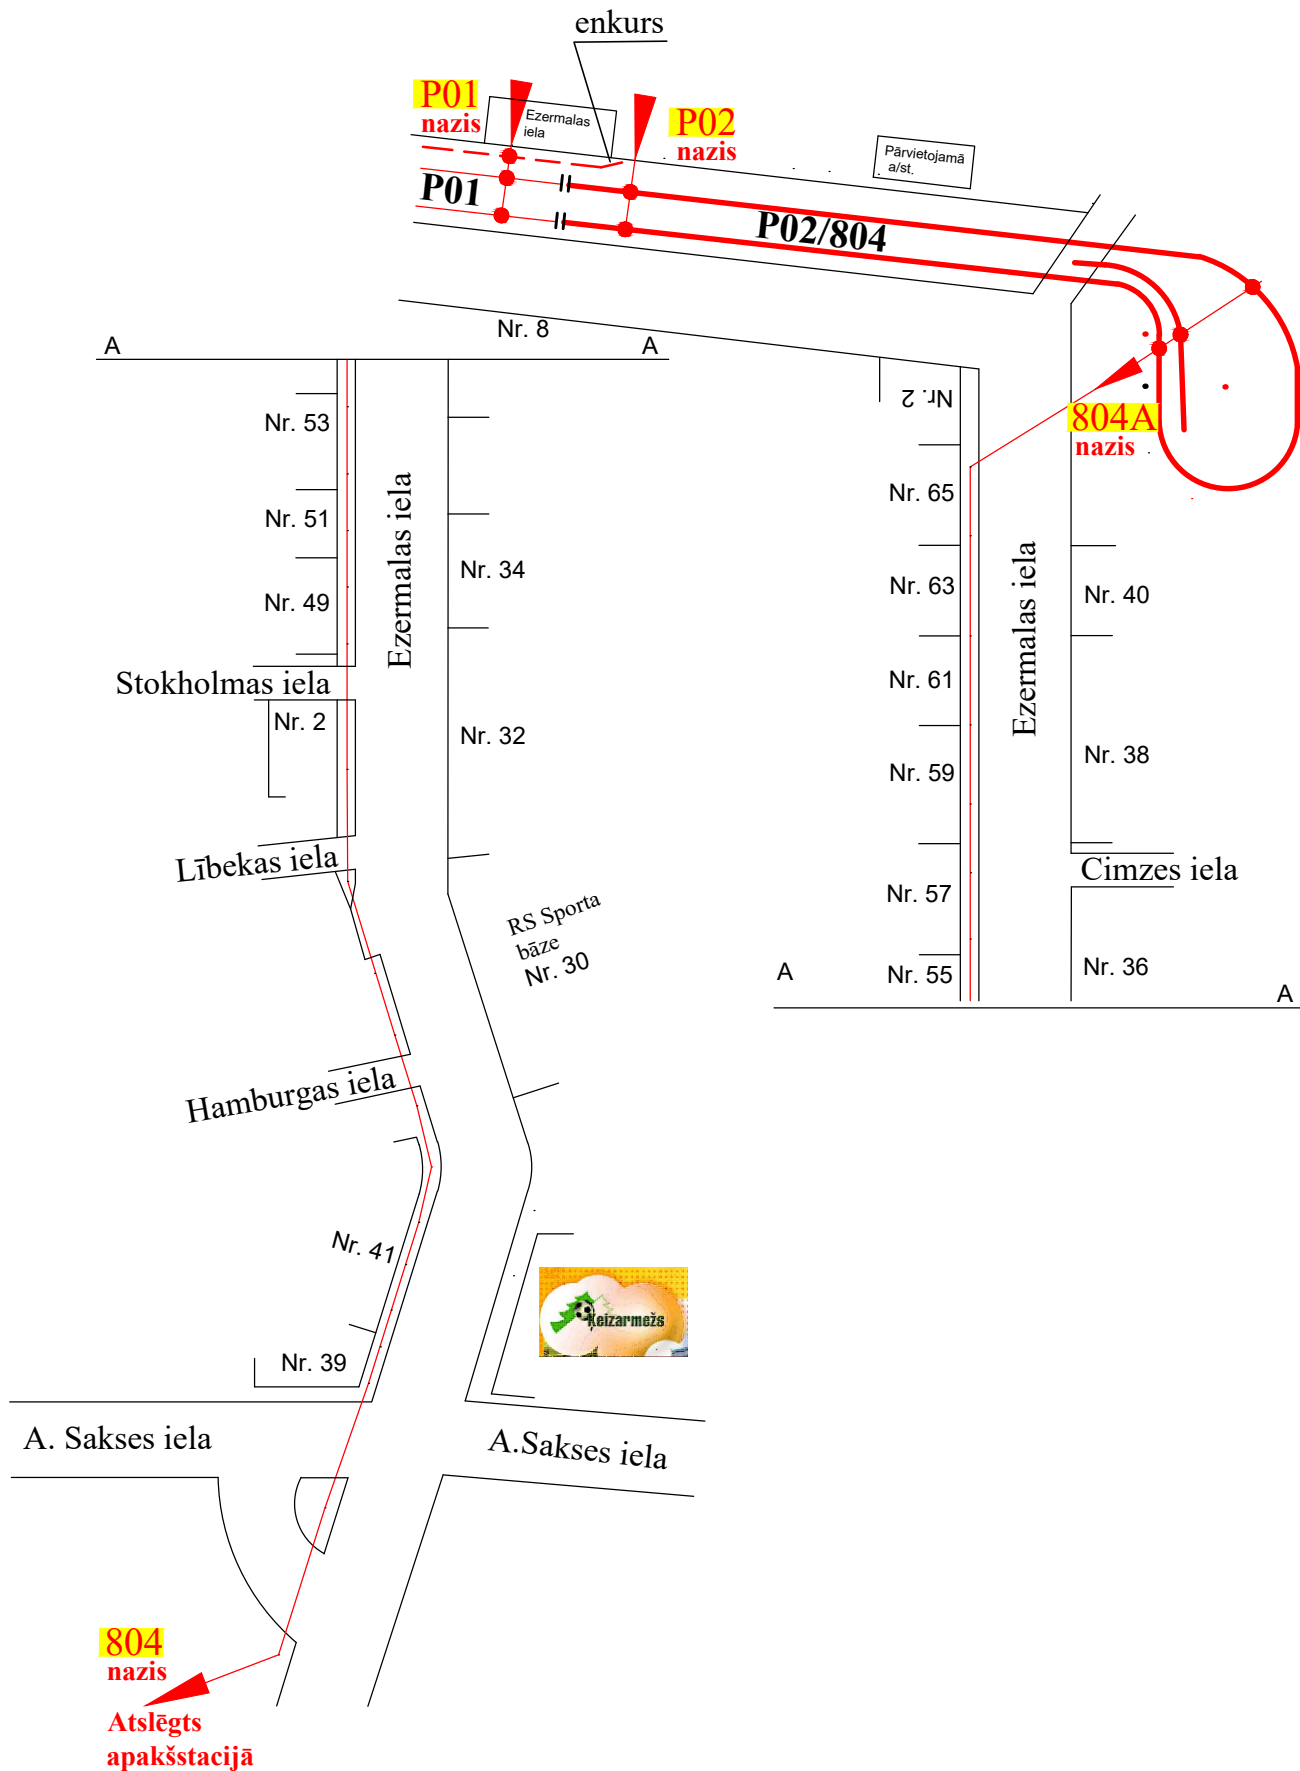 enkurs
P01
nazis
Ezermalas
iela
P02
nazis
Pārvietojamā
a/st.
P01
P02/804
Nr. 8
A
A
Nr. 2
804A
nazis
Nr. 53
Nr. 51
Nr. 49
Ezermalas iela
Nr. 34
Stokholmas iela
Nr. 2
Nr. 32
Lībekas iela
RS Sporta
bāze
Nr. 30
Hamburgas iela
Nr. 65
Nr. 63
Nr. 61
Nr. 59
Nr. 57
Nr. 55
Ezermalas iela
Nr. 40
Nr. 38
Cimzes iela
Nr. 36
A
A
Nr. 41
Ķeizarmežs
Nr. 39
A. Sakses iela
A.Sakses iela
804
nazis
Atslēgts
apakšstacijā